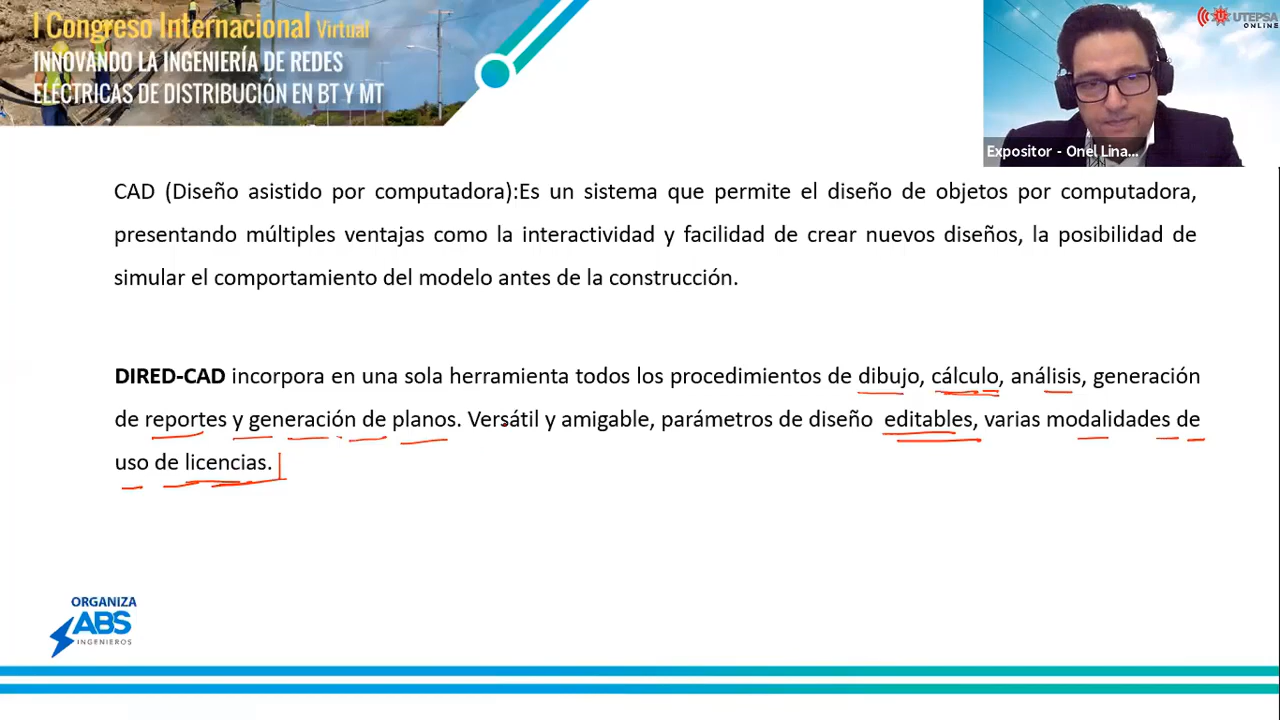 I Congreso Internacional Virtual
INNOVANDO LA INGENIERÍA DE REDES
ELÉCTRICAS DE DISTRIBUCIÓN EN BT Y MT
UTEPSA
ONLINE
Expositor - Onel Lina...
CAD (Diseño asistido por computadora):Es un sistema que permite el diseño de objetos por computadora,
presentando múltiples ventajas como la interactividad y facilidad de crear nuevos diseños, la posibilidad de
simular el comportamiento del modelo antes de la construcción.
DIRED-CAD incorpora en una sola herramienta todos los procedimientos de dibujo, cálculo, análisis, generación
de reportes y generación de planos. Versátil y amigable, parámetros de diseño editables, varias modalidades de
uso de licencias.
ORGANIZA
ABS
INGENIEROS